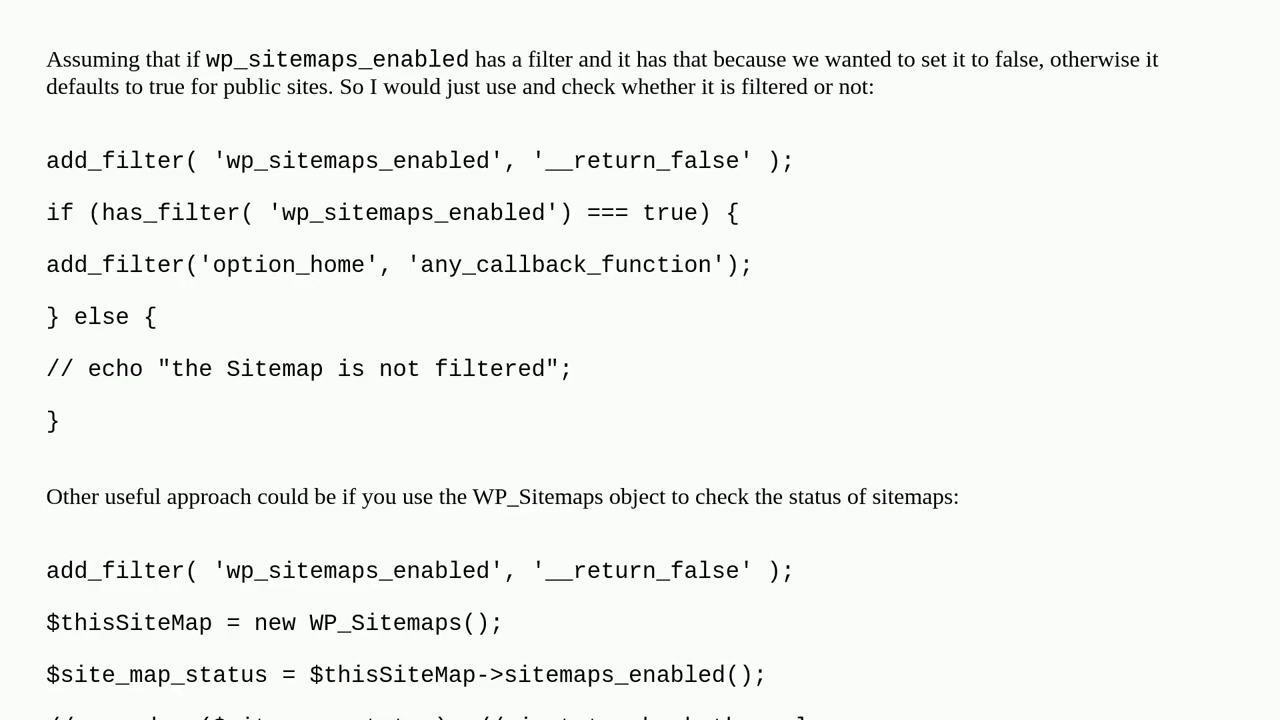 Assuming that if wp_sitemaps_enabled has a filter and it has that because we wanted to set it to false, otherwise it
defaults to true for public sites. So I would just use and check whether it is filtered or not:
add_filter( 'wp_sitemaps_enabled', '__return_false' );
if (has_filter( 'wp_sitemaps_enabled') === true) {
add_filter('option_home', 'any_callback_function');
} else {
// echo "the Sitemap is not filtered";
}
Other useful approach could be if you use the WP_Sitemaps object to check the status of sitemaps:
add_filter( 'wp_sitemaps_enabled', '__return_false' );
$thisSiteMap = new WP_Sitemaps();
$site_map_status = $thisSiteMap->sitemaps_enabled();